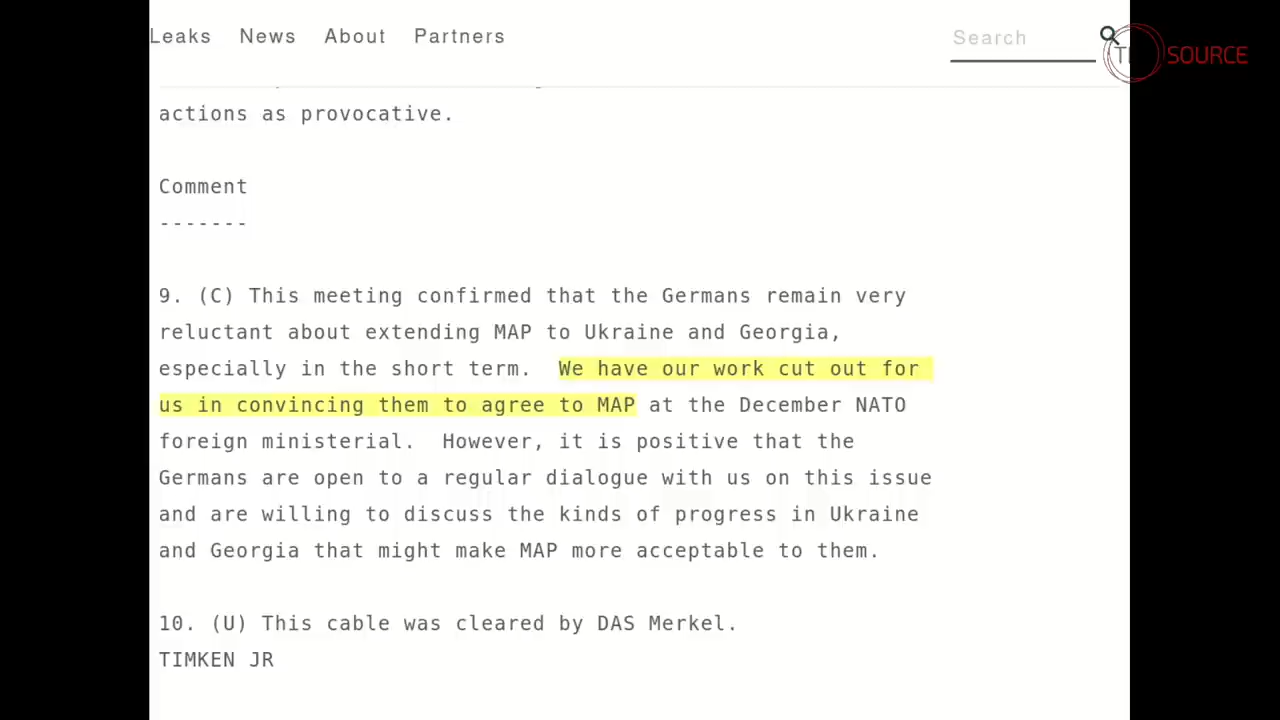 Leaks News About Partners Search
SOURCE
actions as provocative.
Comment
-------
9. (C) This meeting confirmed that the Germans remain very
reluctant about extending MAP to Ukraine and Georgia,
especially in the short term. We have our work cut out for
us in convincing them to agree to MAP at the December NATO
foreign ministerial. However, it is positive that the
Germans are open to a regular dialogue with us on this issue
and are willing to discuss the kinds of progress in Ukraine
and Georgia that might make MAP more acceptable to them.
10. (U) This cable was cleared by DAS Merkel.
TIMKEN JR